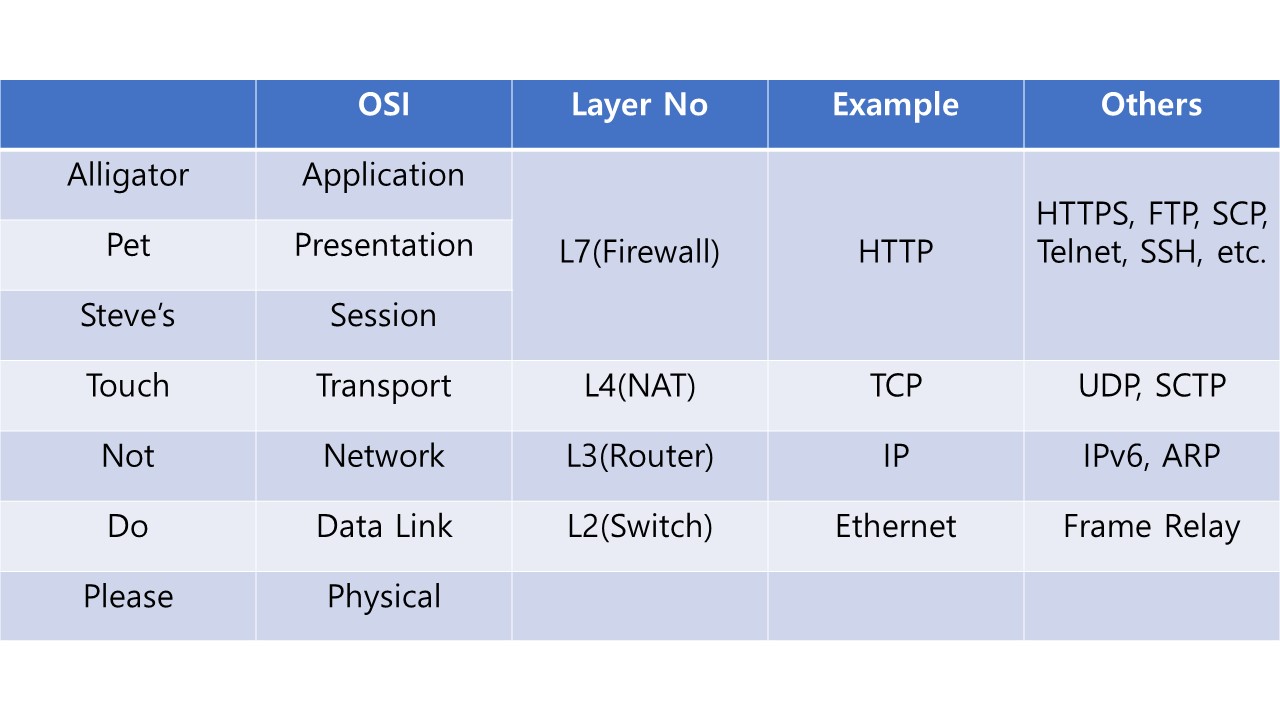 OSI Layer No Example Others
Alligator Application
Pet Presentation
Steve’s Session
L7(Firewall) HTTP
HTTPS, FTP, SCP,
Telnet, SSH, etc.
Touch Transport L4(NAT) TCP UDP, SCTP
Not Network L3(Router) IP IPv6, ARP
Do Data Link L2(Switch) Ethernet Frame Relay
Please Physical